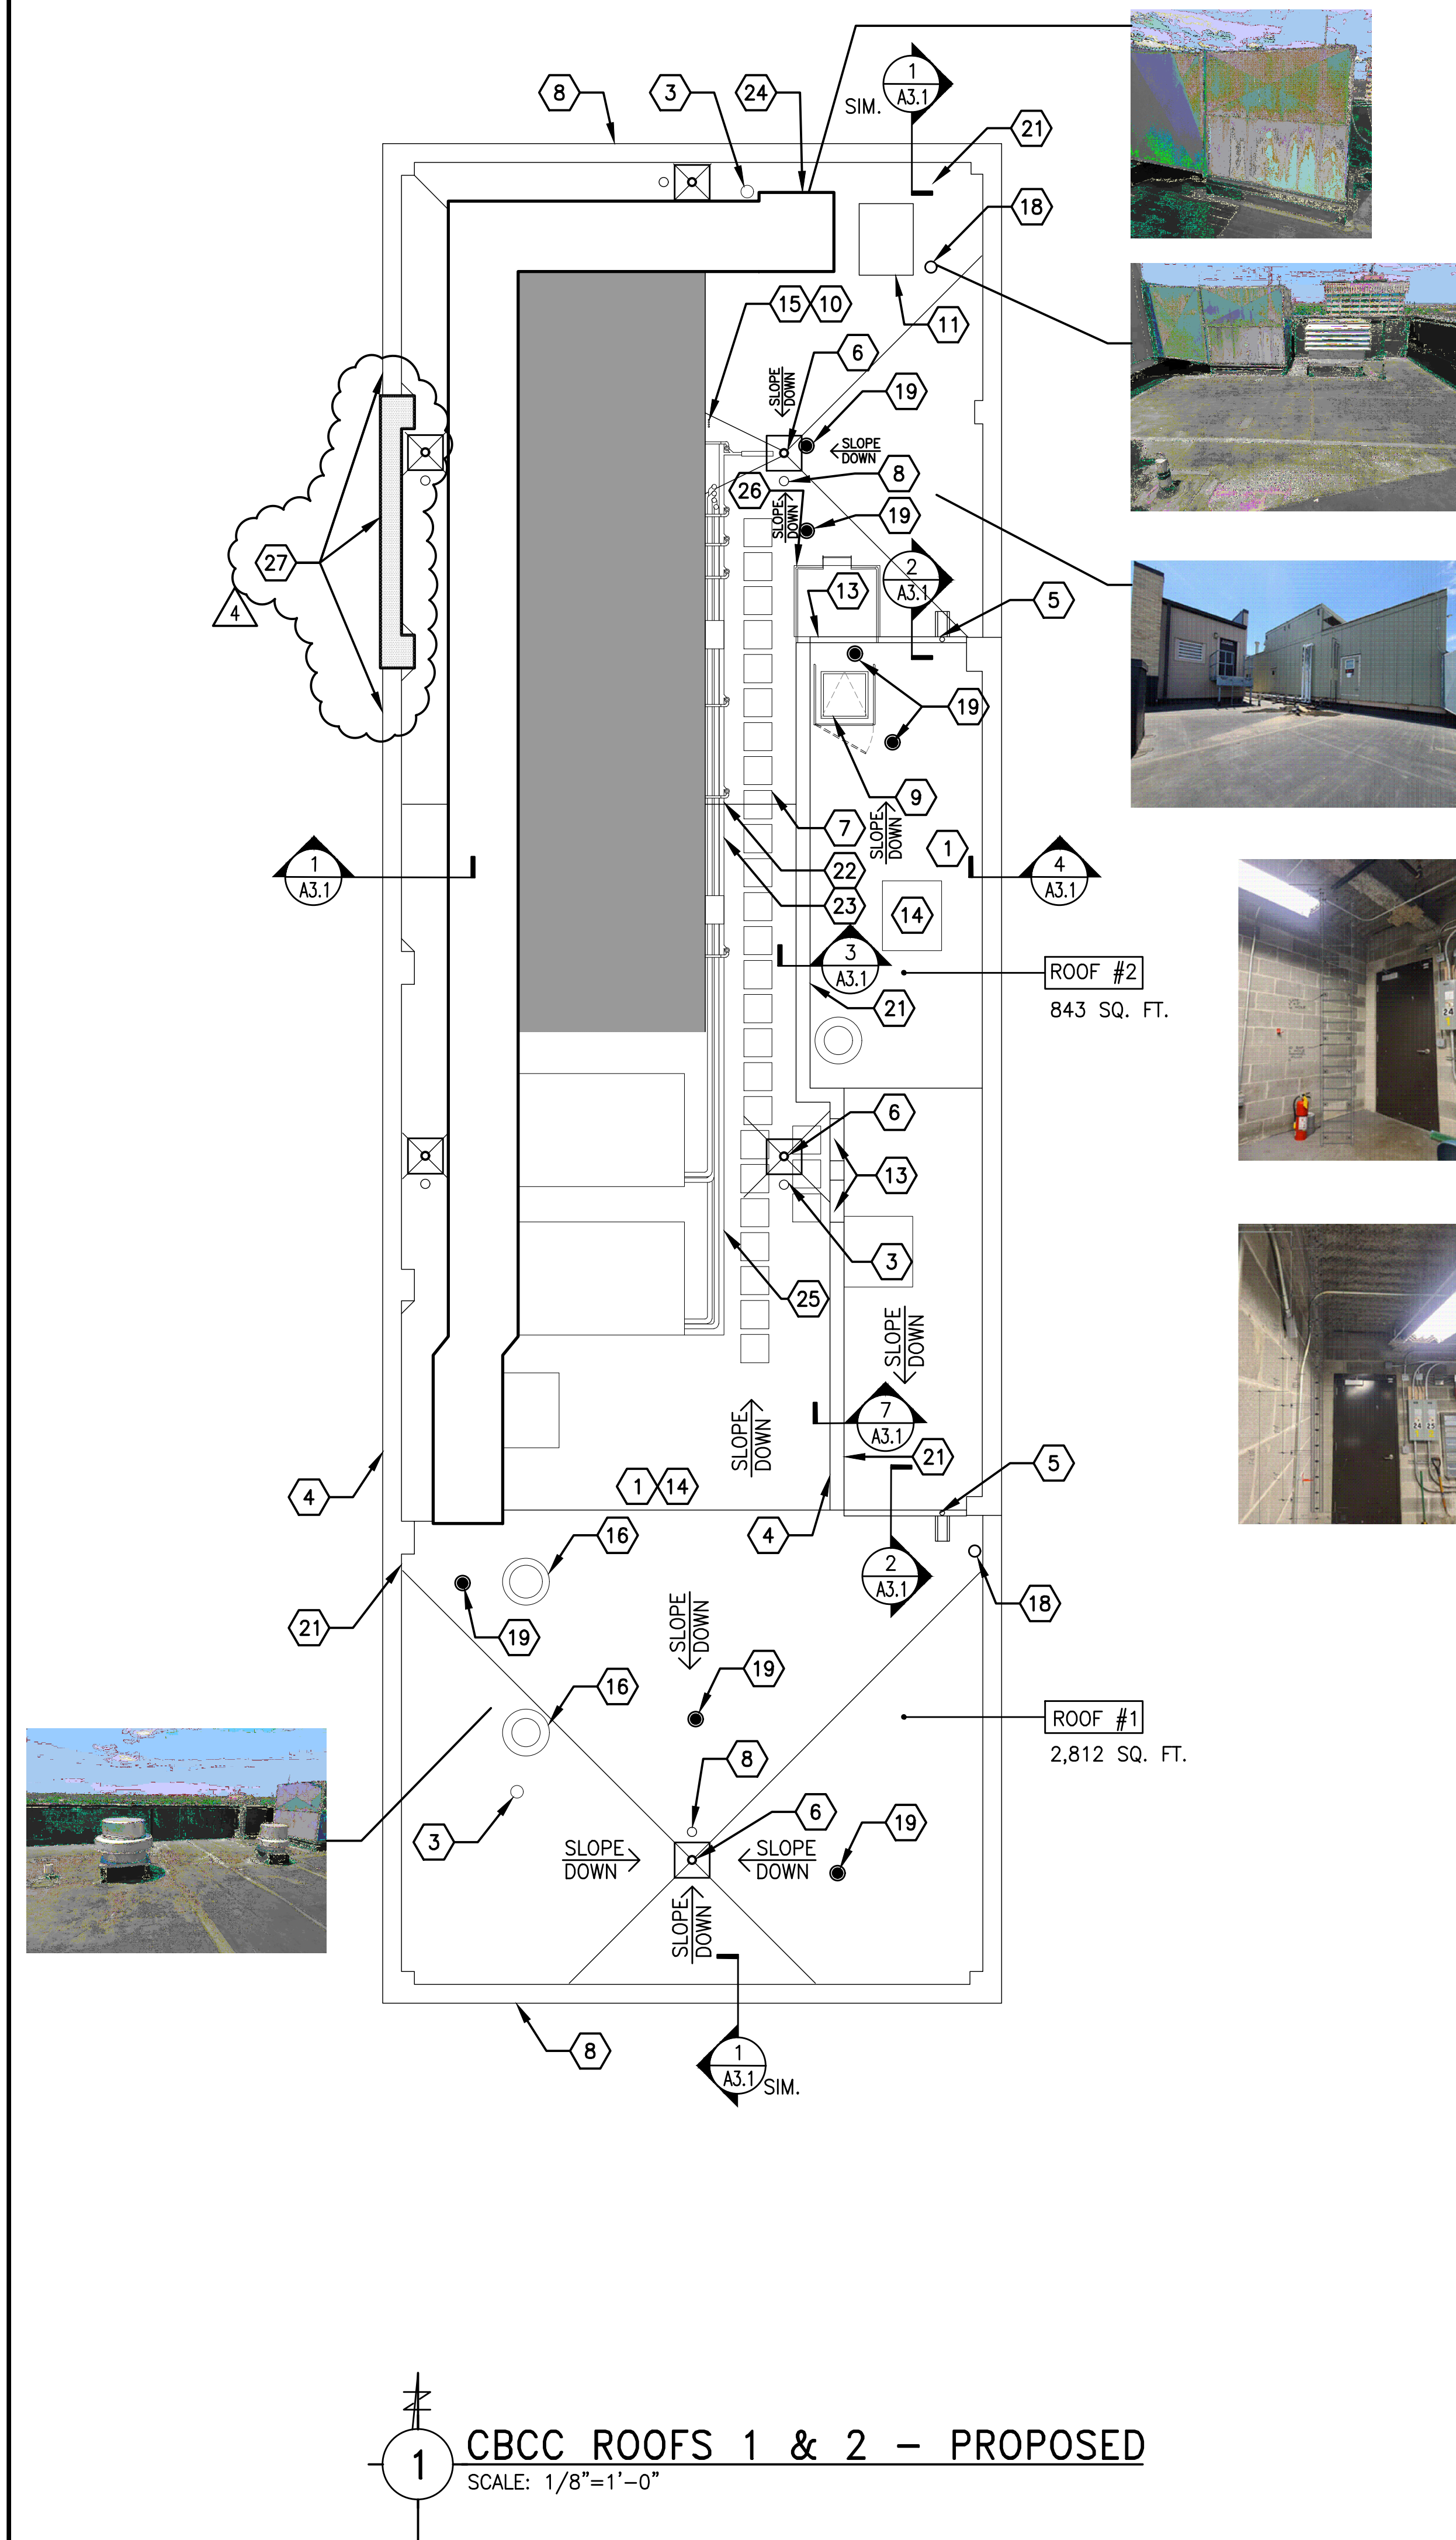 8
3
24
1
A3.1
SIM.
21
18
15
10
11
6
SLOPE
DOWN
19
SLOPE
DOWN
8
26
SLOPE
DOWN
19
27
4
2
A3.1
13
5
19
9
7
SLOPE
DOWN
1
1
A3.1
22
4
A3.1
23
14
3
A3.1
ROOF #2
843 SQ. FT.
21
6
13
3
25
SLOPE
DOWN
7
A3.1
SLOPE
DOWN
21
5
1
14
4
4
16
2
A3.1
18
21
19
SLOPE
DOWN
19
16
ROOF #1
2,812 SQ. FT.
8
6
19
3
SLOPE
DOWN
SLOPE
DOWN
SLOPE
DOWN
8
1
A3.1
SIM.
24
24 25
1
CBCC ROOFS 1 & 2 – PROPOSED
SCALE: 1/8"=1'–0"